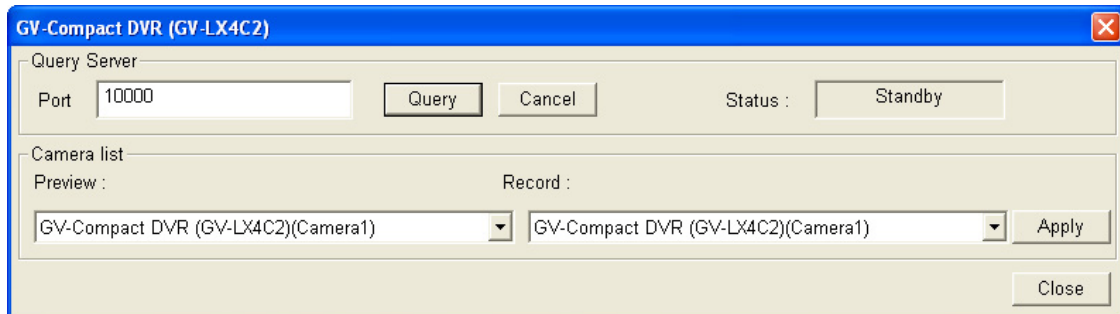 GV-Compact DVR (GV-LX4C2)
Query Server
Port 10000 Query Cancel Status : Standby
Camera list
Preview : Record :
GV-Compact DVR (GV-LX4C2)(Camera1) GV-Compact DVR (GV-LX4C2)(Camera1) Apply
Close